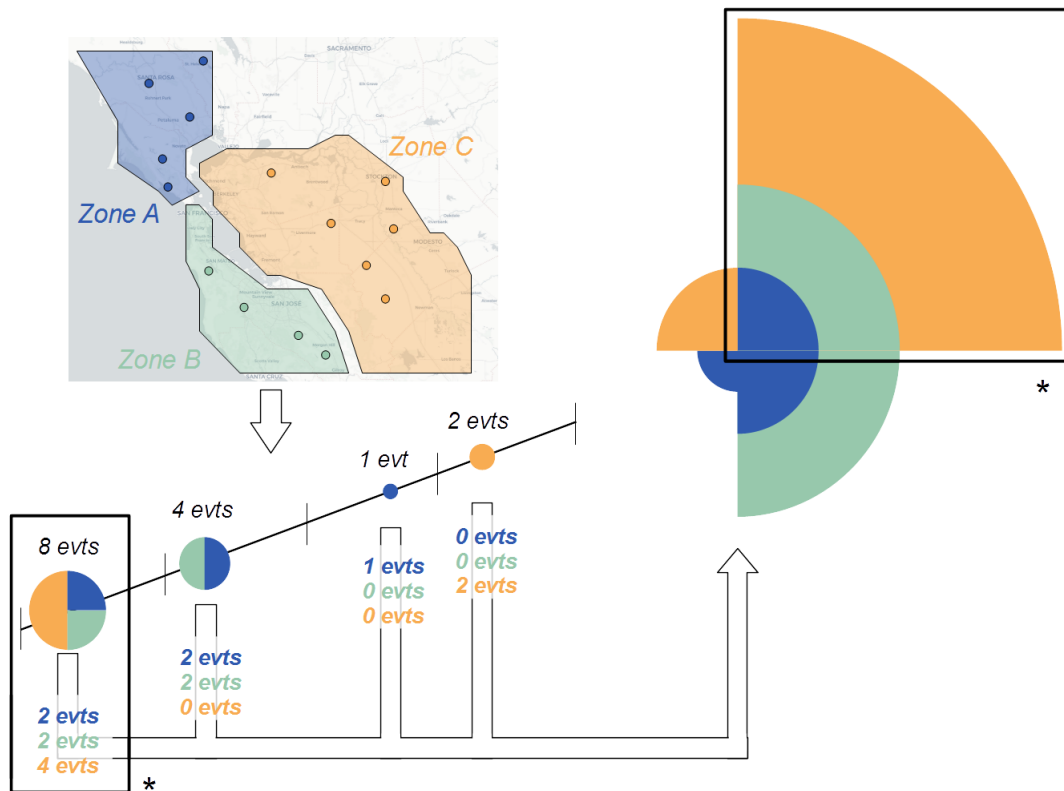 SACRAMENTO
SANTA ROSA
Zone C
STOCKTON
Zone A
SAN FRANCISCO
MODESTO
SAN JOSE
Zone B
SANTA CRUZ
*
2 evts
1 evt
4 evts
8 evts
0 evts
0 evts
2 evts
1 evts
0 evts
0 evts
2 evts
2 evts
0 evts
2 evts
2 evts
4 evts
*